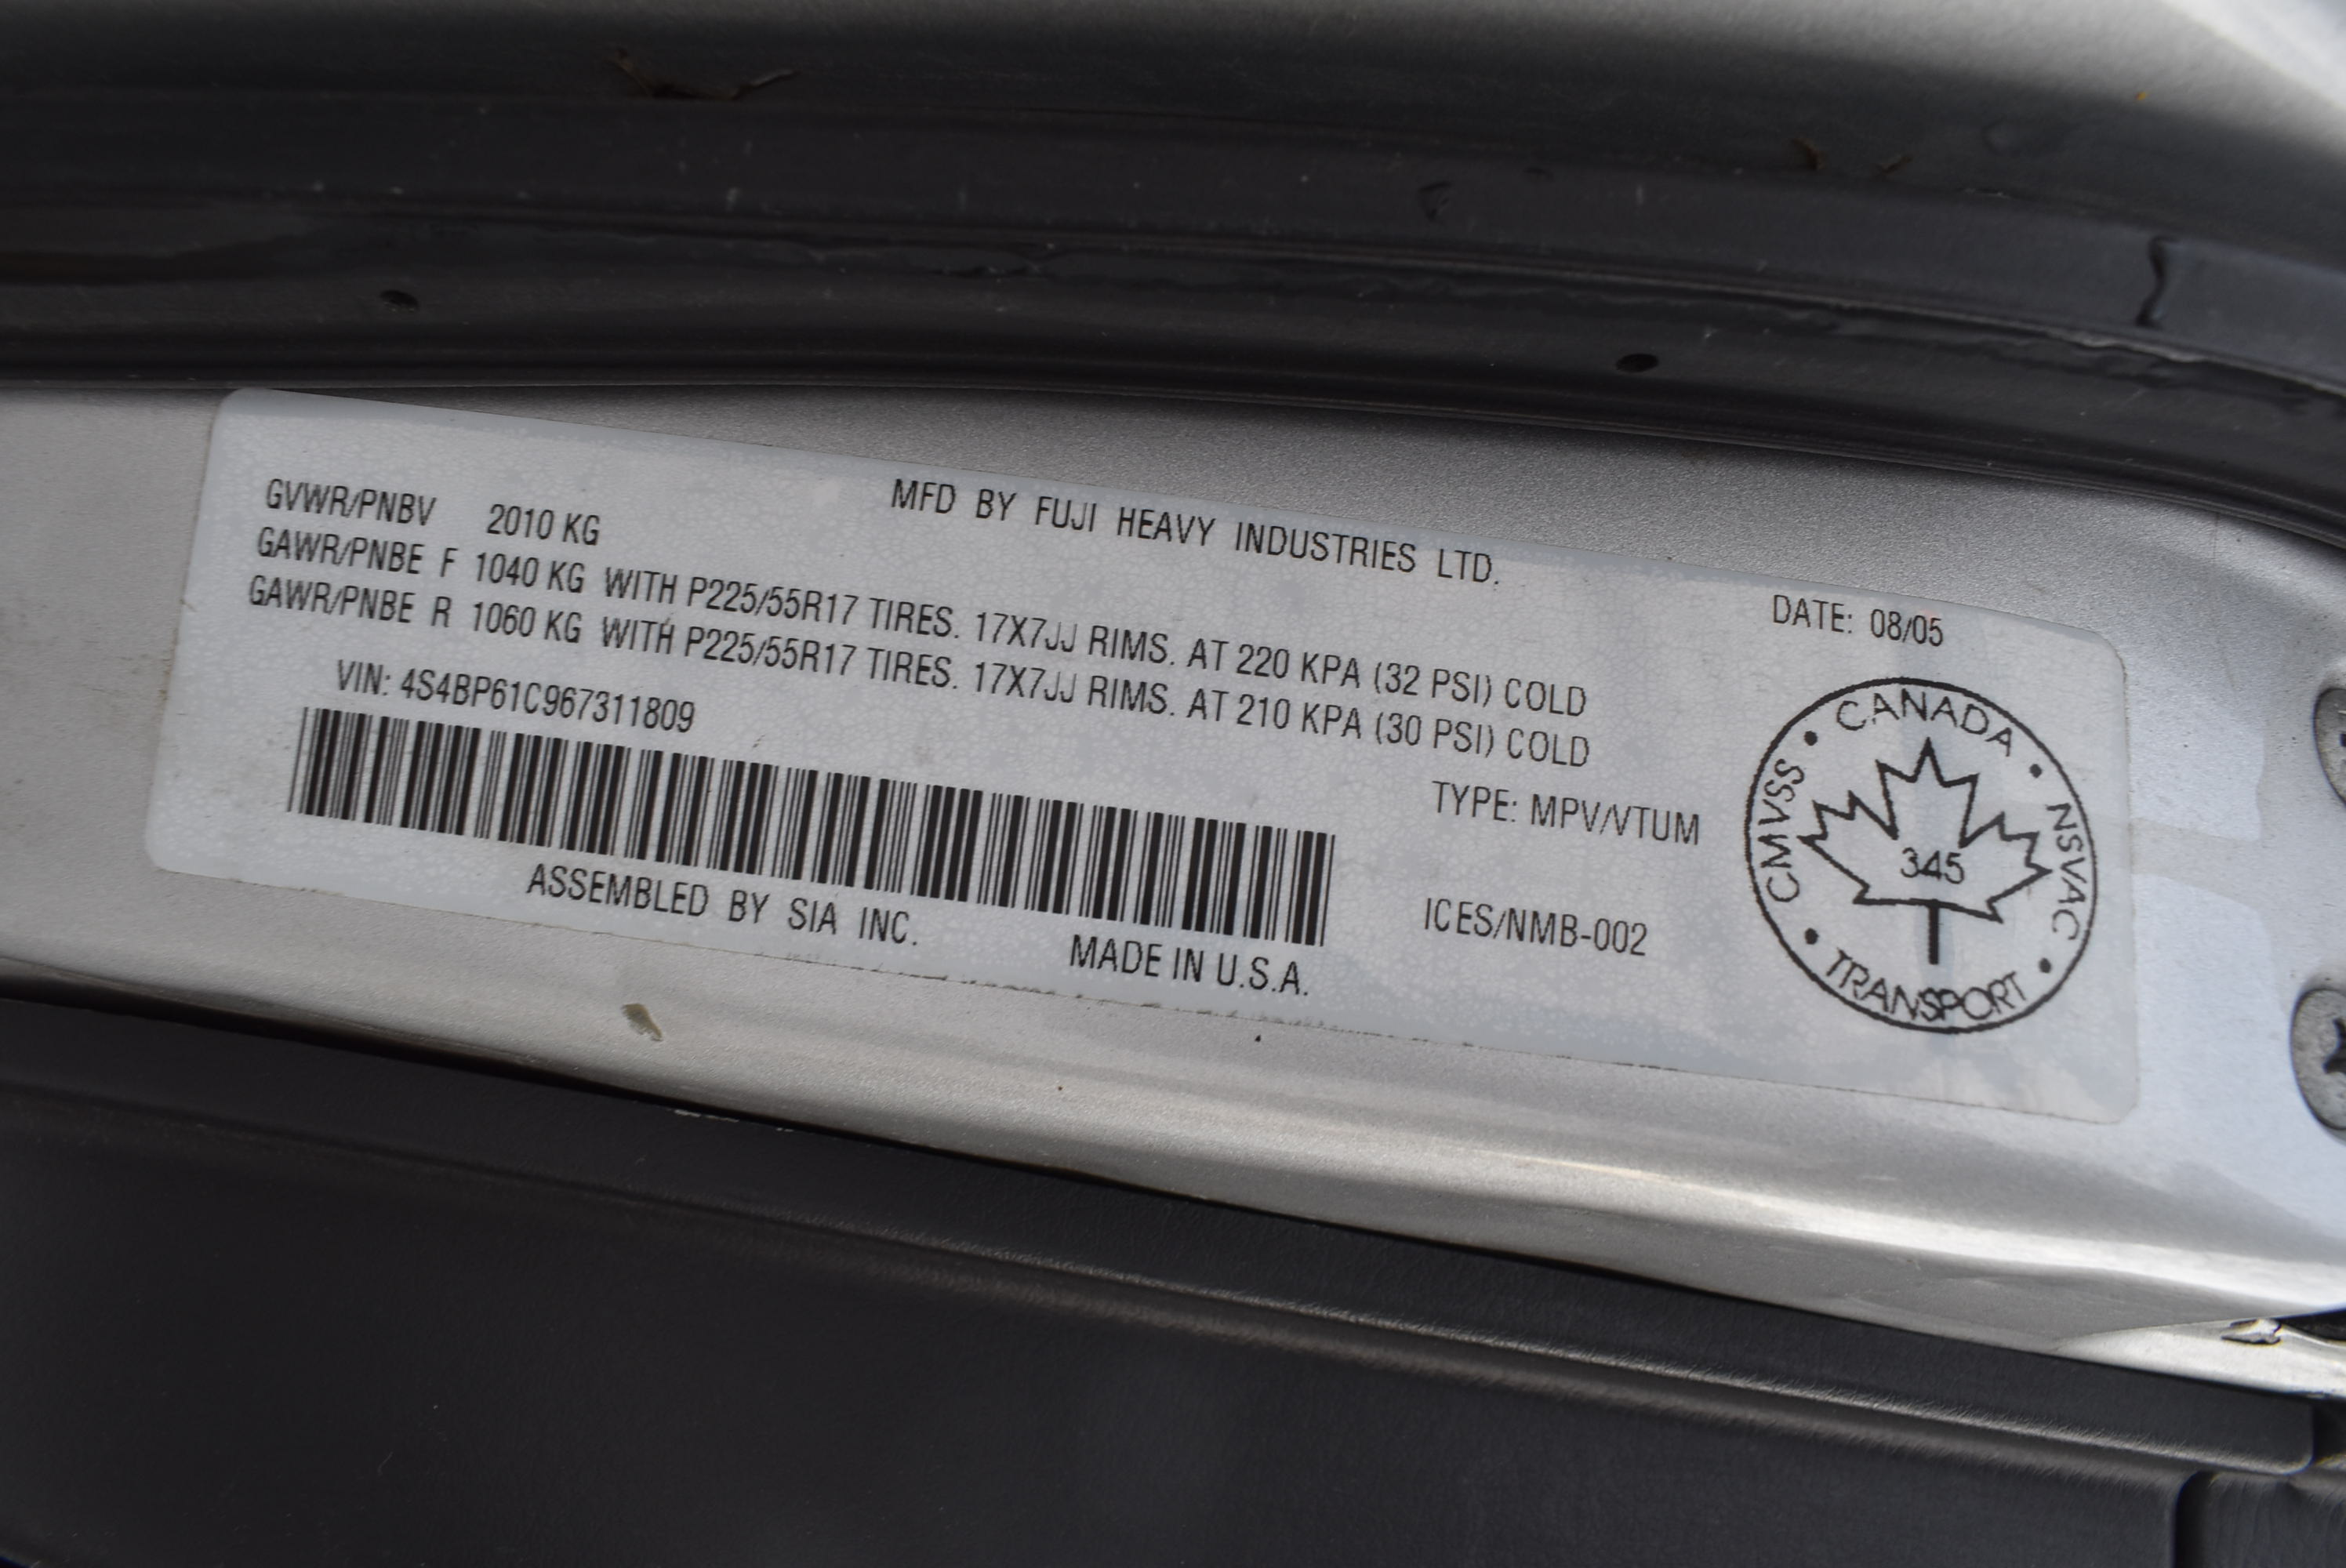 MFD BY FUJI HEAVY INDUSTRIES LTD.
DATE: 08/05
GVWR/PNBV 2010 KG
GAWR/PNBE F 1040 KG WITH P225/55R17 TIRES. 17X7JJ RIMS. AT 220 KPA (32 PSI) COLD
GAWR/PNBE R 1060 KG WITH P225/55R17 TIRES. 17X7JJ RIMS. AT 210 KPA (30 PSI) COLD
VIN: 4S4BP61C967311809
TYPE: MPV/VTUM
ASSEMBLED BY SIA INC.
MADE IN U.S.A.
ICES/NMB-002
CANADA
CMVSS
NSVAC
345
TRANSPORT